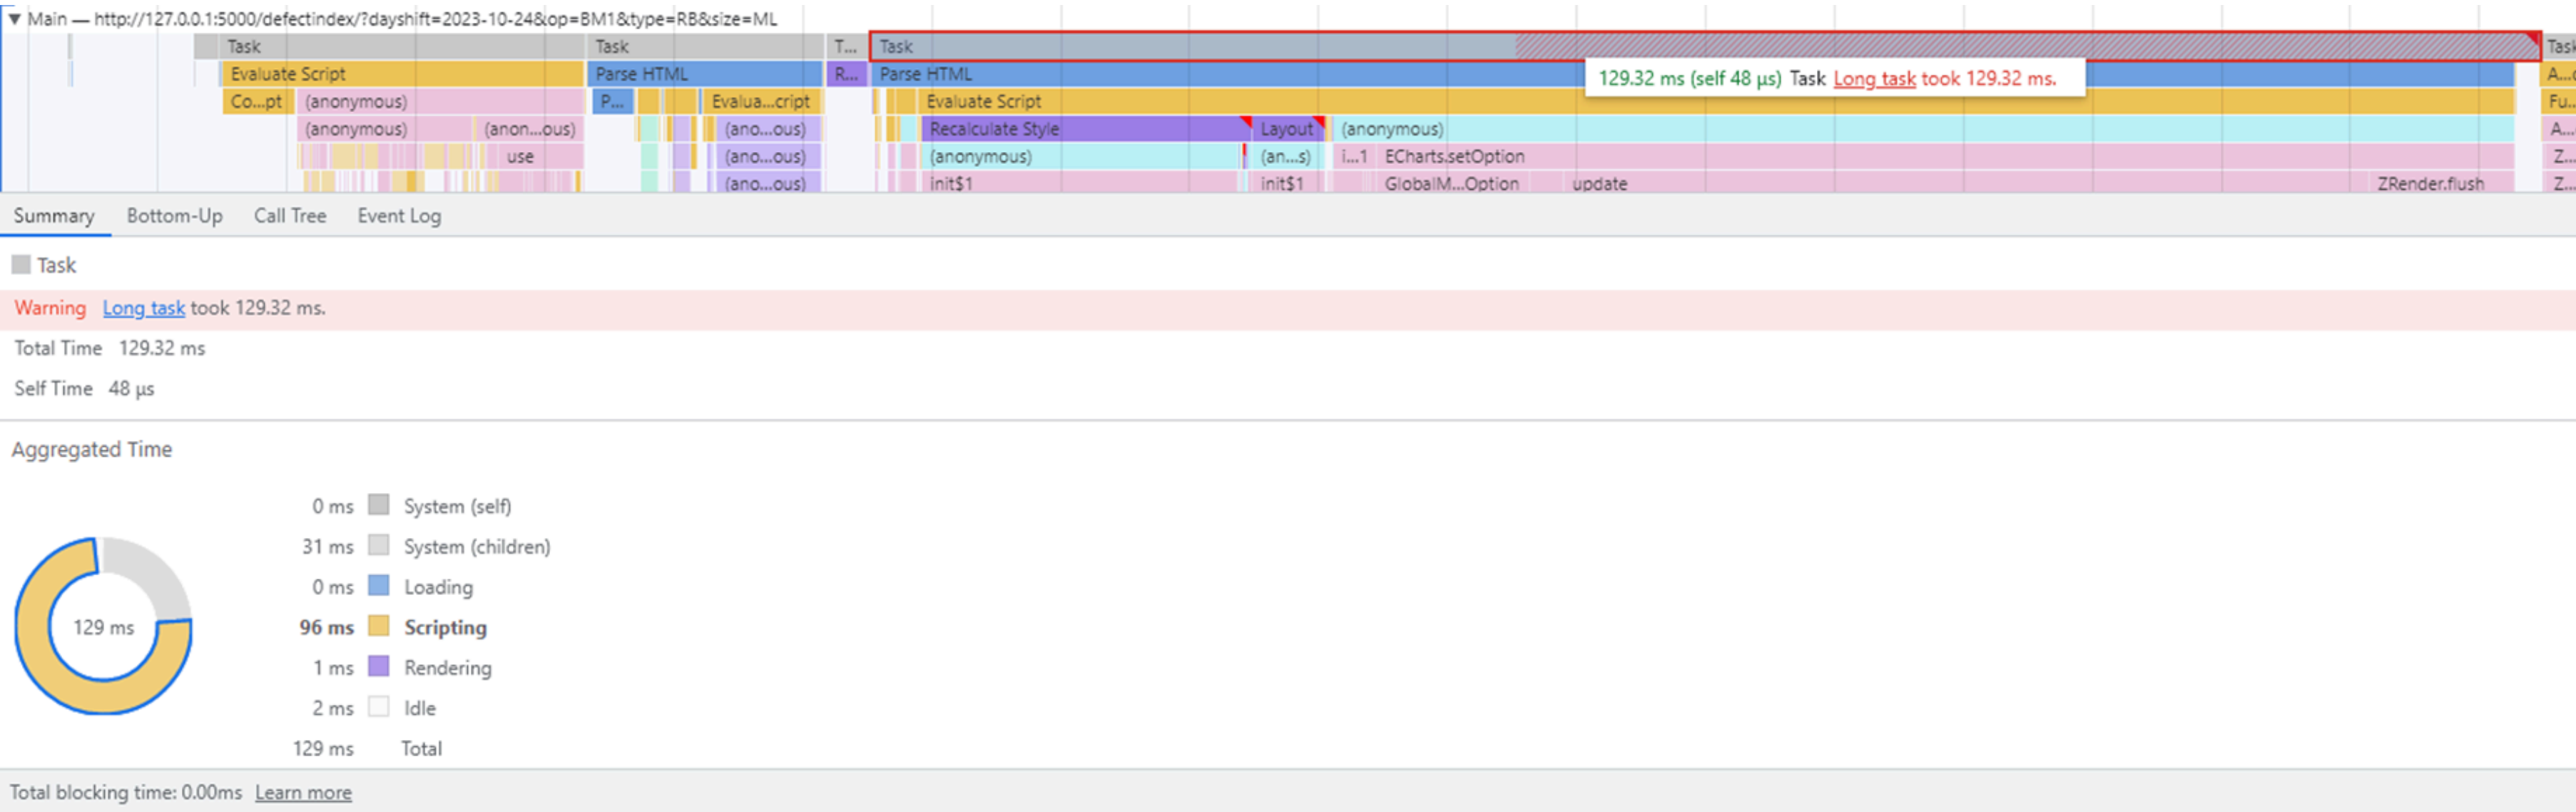 ▼ Main — http://127.0.0.1:5000/defectindex/?dayshift=2023-10-24&op=BM1&type=RB&size=ML
Task Task T... Task Task
Evaluate Script Parse HTML R... Parse HTML A...
129.32 ms (self 48 µs) Task Long task took 129.32 ms.
Co...pt (anonymous) P... Evalua...cript Evaluate Script Fu...
(anonymous) (anon...ous) (ano...ous) Recalculate Style Layout (anonymous) A...
use (ano...ous) (anonymous) (an...s) i...1 ECharts.setOption Z...
(ano...ous) init$1 init$1 GlobalM...Option update ZRender.flush Z...
Summary Bottom-Up Call Tree Event Log
Task
Warning Long task took 129.32 ms.
Total Time 129.32 ms
Self Time 48 µs
Aggregated Time
0 ms System (self)
31 ms System (children)
0 ms Loading
129 ms
96 ms Scripting
1 ms Rendering
2 ms Idle
129 ms Total
Total blocking time: 0.00ms Learn more